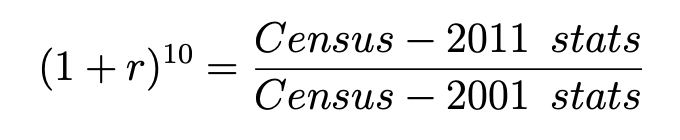 (1 + r)^10 = Census − 2011 stats / Census − 2001 stats